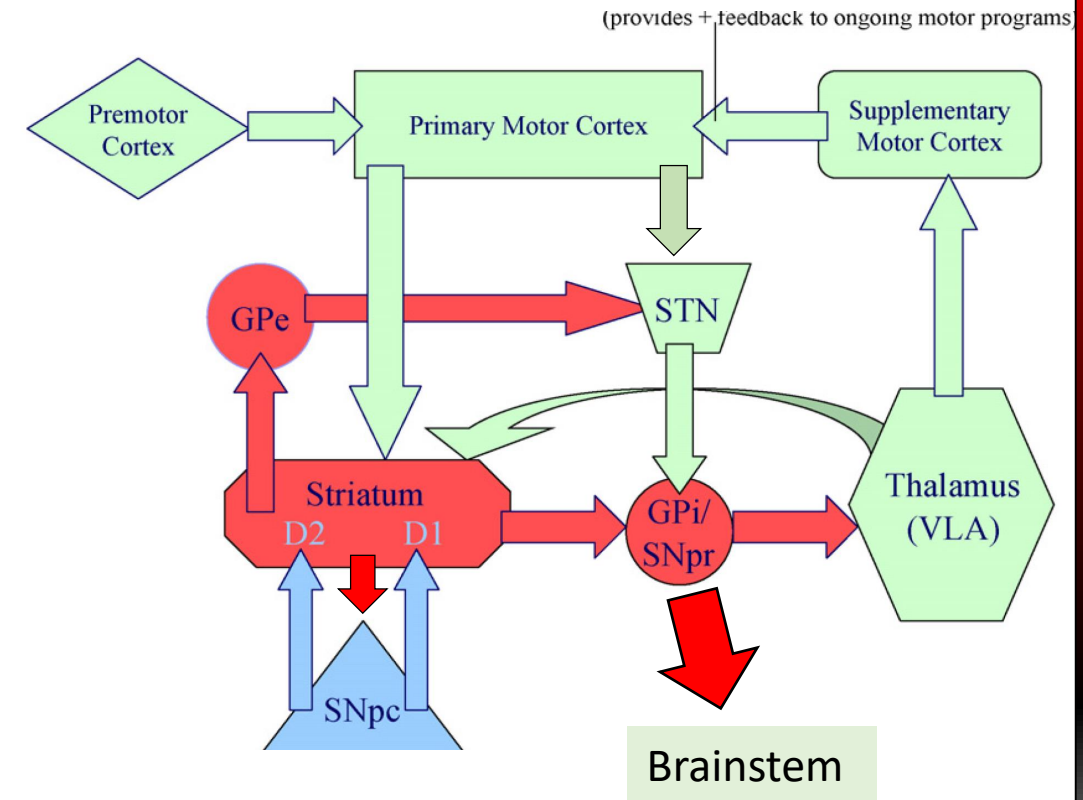 (provides + feedback to ongoing motor programs)
Premotor
Cortex
Primary Motor Cortex
Supplementary
Motor Cortex
GPe
STN
Striatum
D2
D1
GPi/
SNpr
Thalamus
(VLA)
SNpc
Brainstem